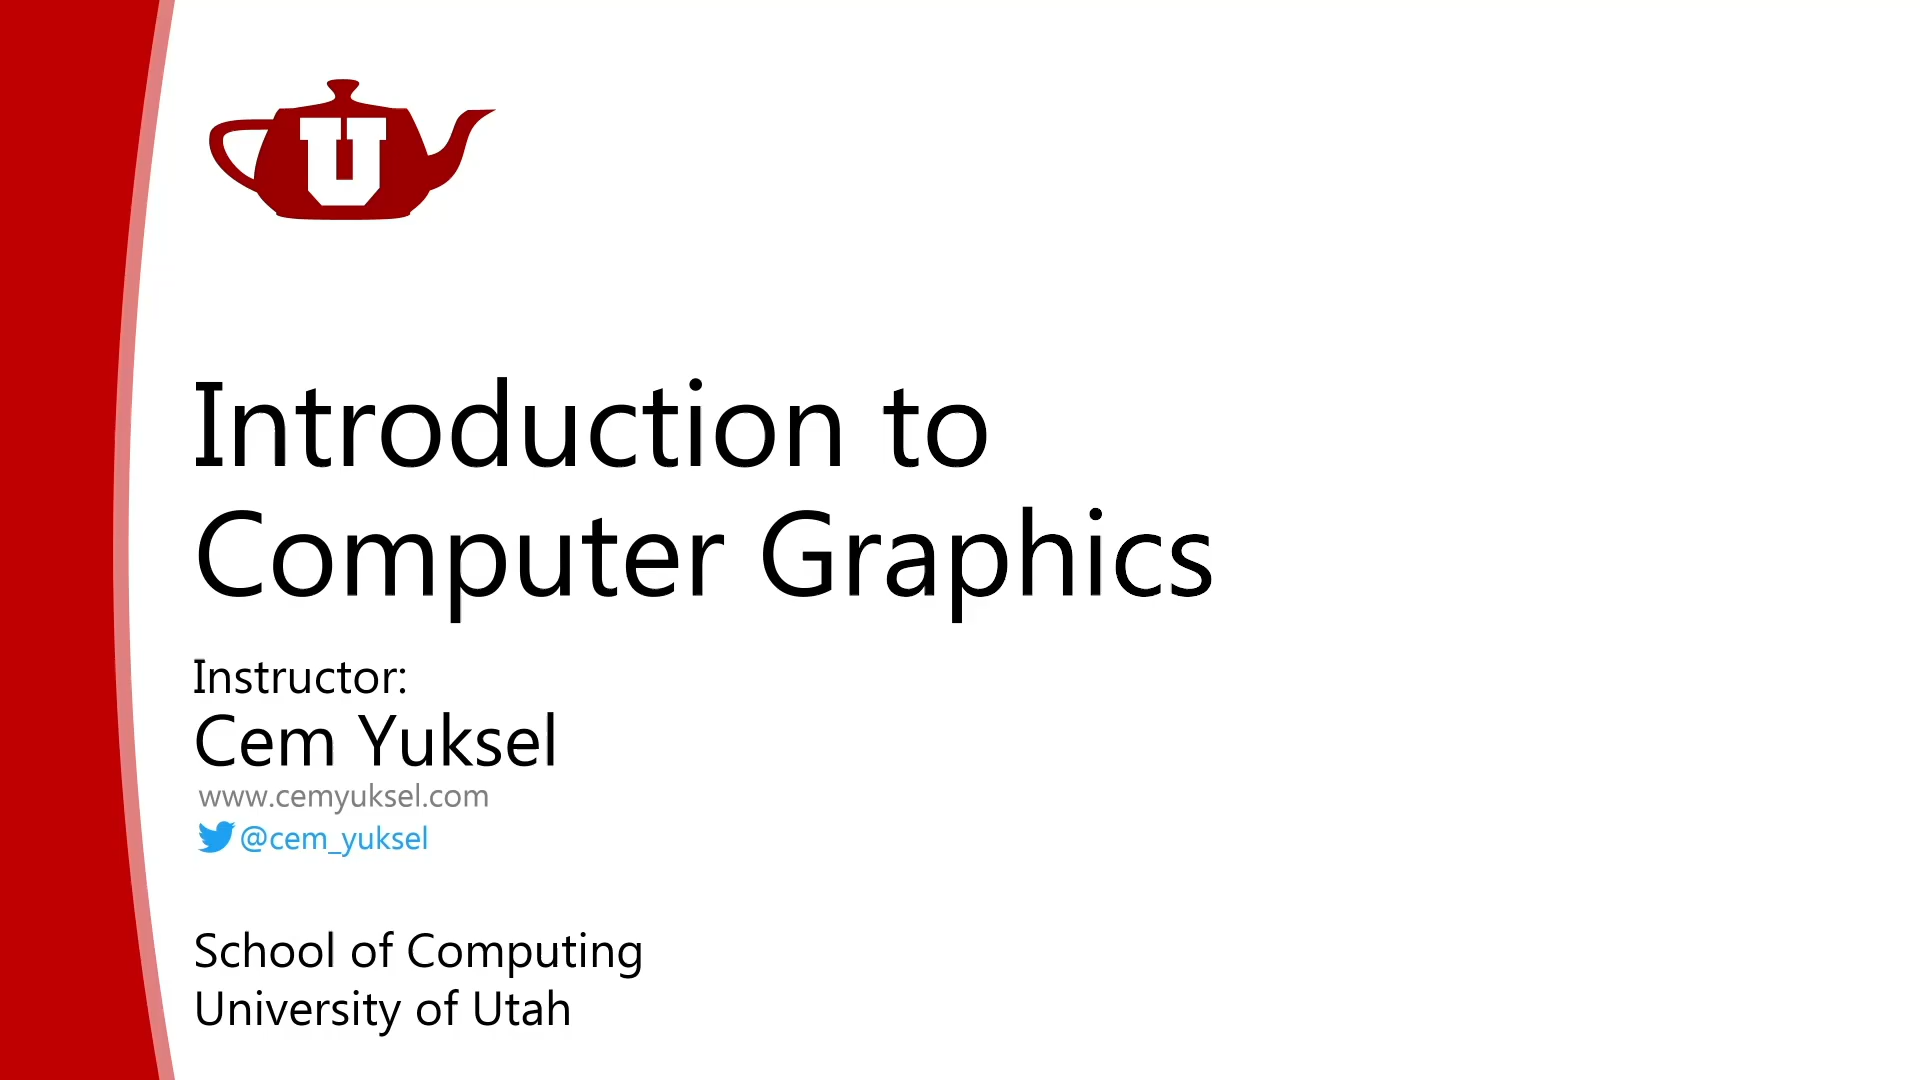 U
Introduction to
Computer Graphics
Instructor:
Cem Yuksel
www.cemyuksel.com
@cem_yuksel
School of Computing
University of Utah